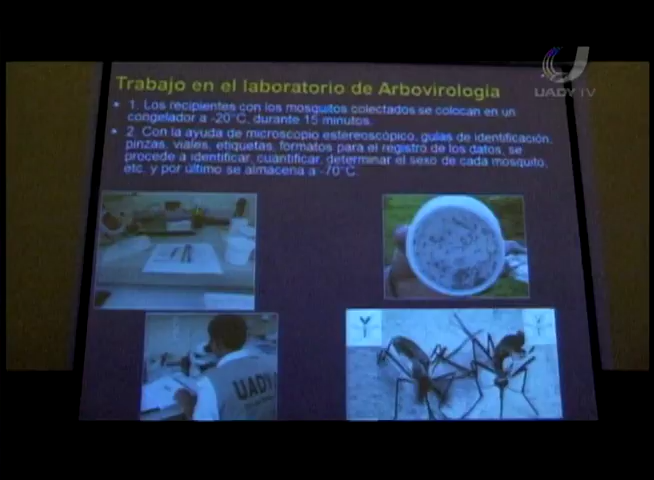 UADY TV
Trabajo en el laboratorio de Arbovirologia
• 1. Los recipientes con los mosquitos colectados se colocan en un
congelador a -20°C, durante 15 minutos.
• 2. Con la ayuda de microscopio estereoscópico, guías de identificación,
pinzas, viales, etiquetas, formatos para el registro de los datos, se
procede a identificar, cuantificar, determinar el sexo de cada mosquito,
etc. y por último se almacena a -70°C.
UADY